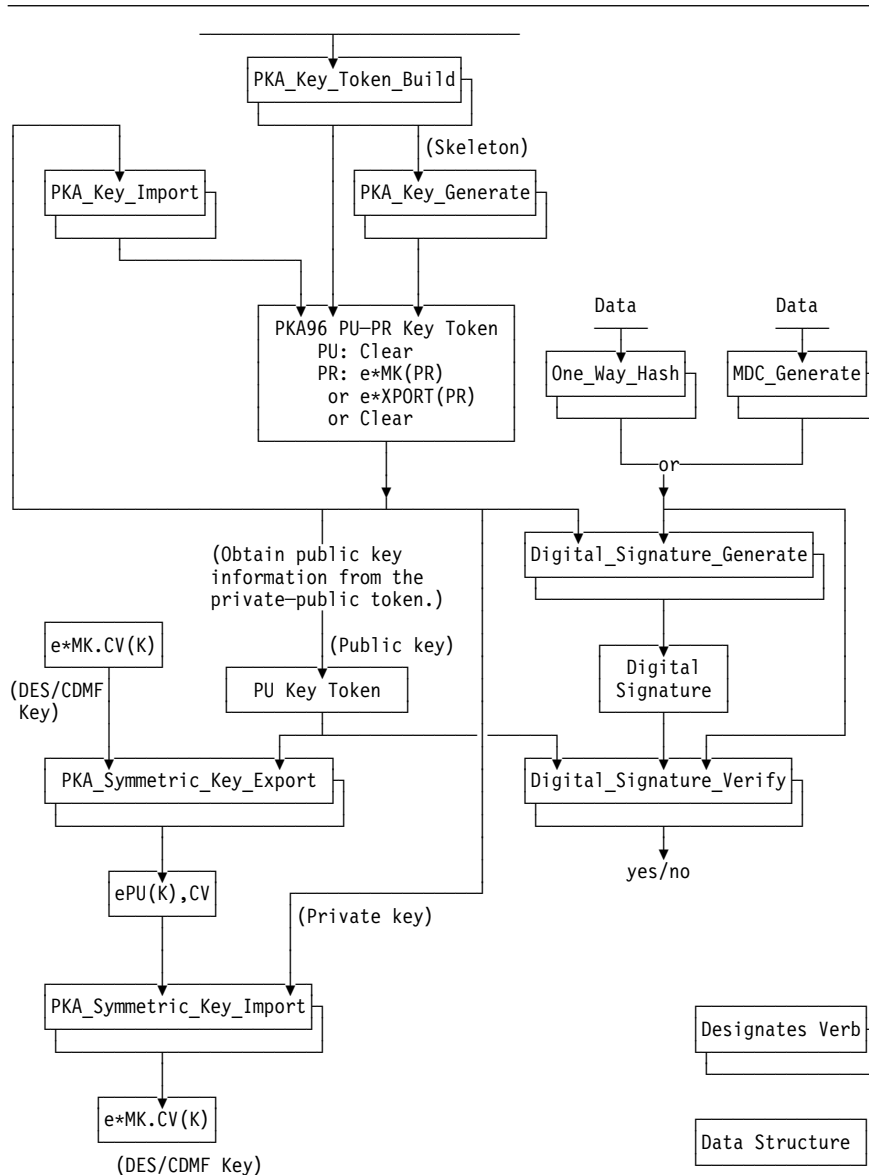 PKA_Key_Token_Build
(Skeleton)
PKA_Key_Import
PKA_Key_Generate
Data
Data
PKA96 PU—PR Key Token
PU: Clear
PR: e*MK(PR)
or e*XPORT(PR)
or Clear
One_Way_Hash
MDC_Generate
or
(Obtain public key
information from the
private—public token.)
Digital_Signature_Generate
e*MK.CV(K)
(Public key)
Digital
Signature
(DES/CDMF
Key)
PU Key Token
PKA_Symmetric_Key_Export
Digital_Signature_Verify
yes/no
ePU(K),CV
(Private key)
PKA_Symmetric_Key_Import
Designates Verb
e*MK.CV(K)
Data Structure
(DES/CDMF Key)